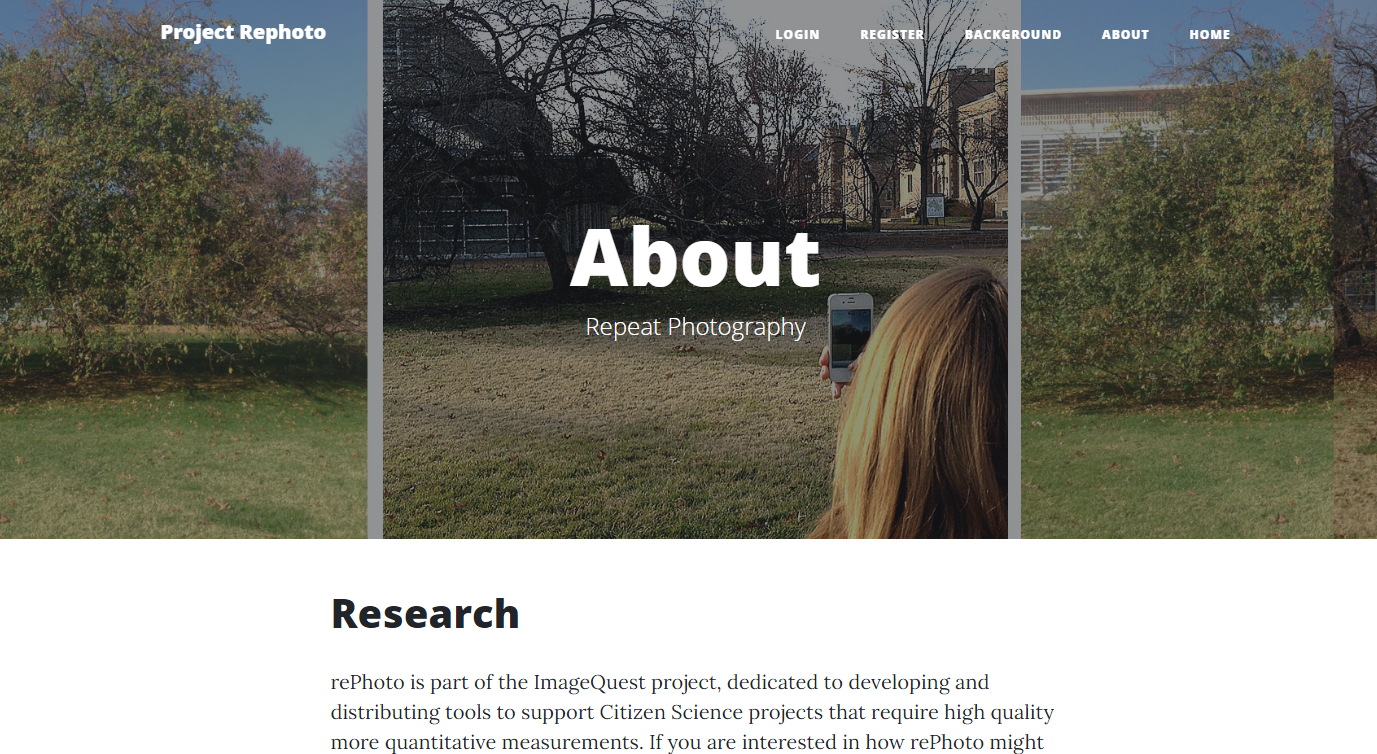 Project Rephoto
LOGIN REGISTER BACKGROUND ABOUT HOME
About
Repeat Photography
Research
rePhoto is part of the ImageQuest project, dedicated to developing and
distributing tools to support Citizen Science projects that require high quality
more quantitative measurements. If you are interested in how rePhoto might